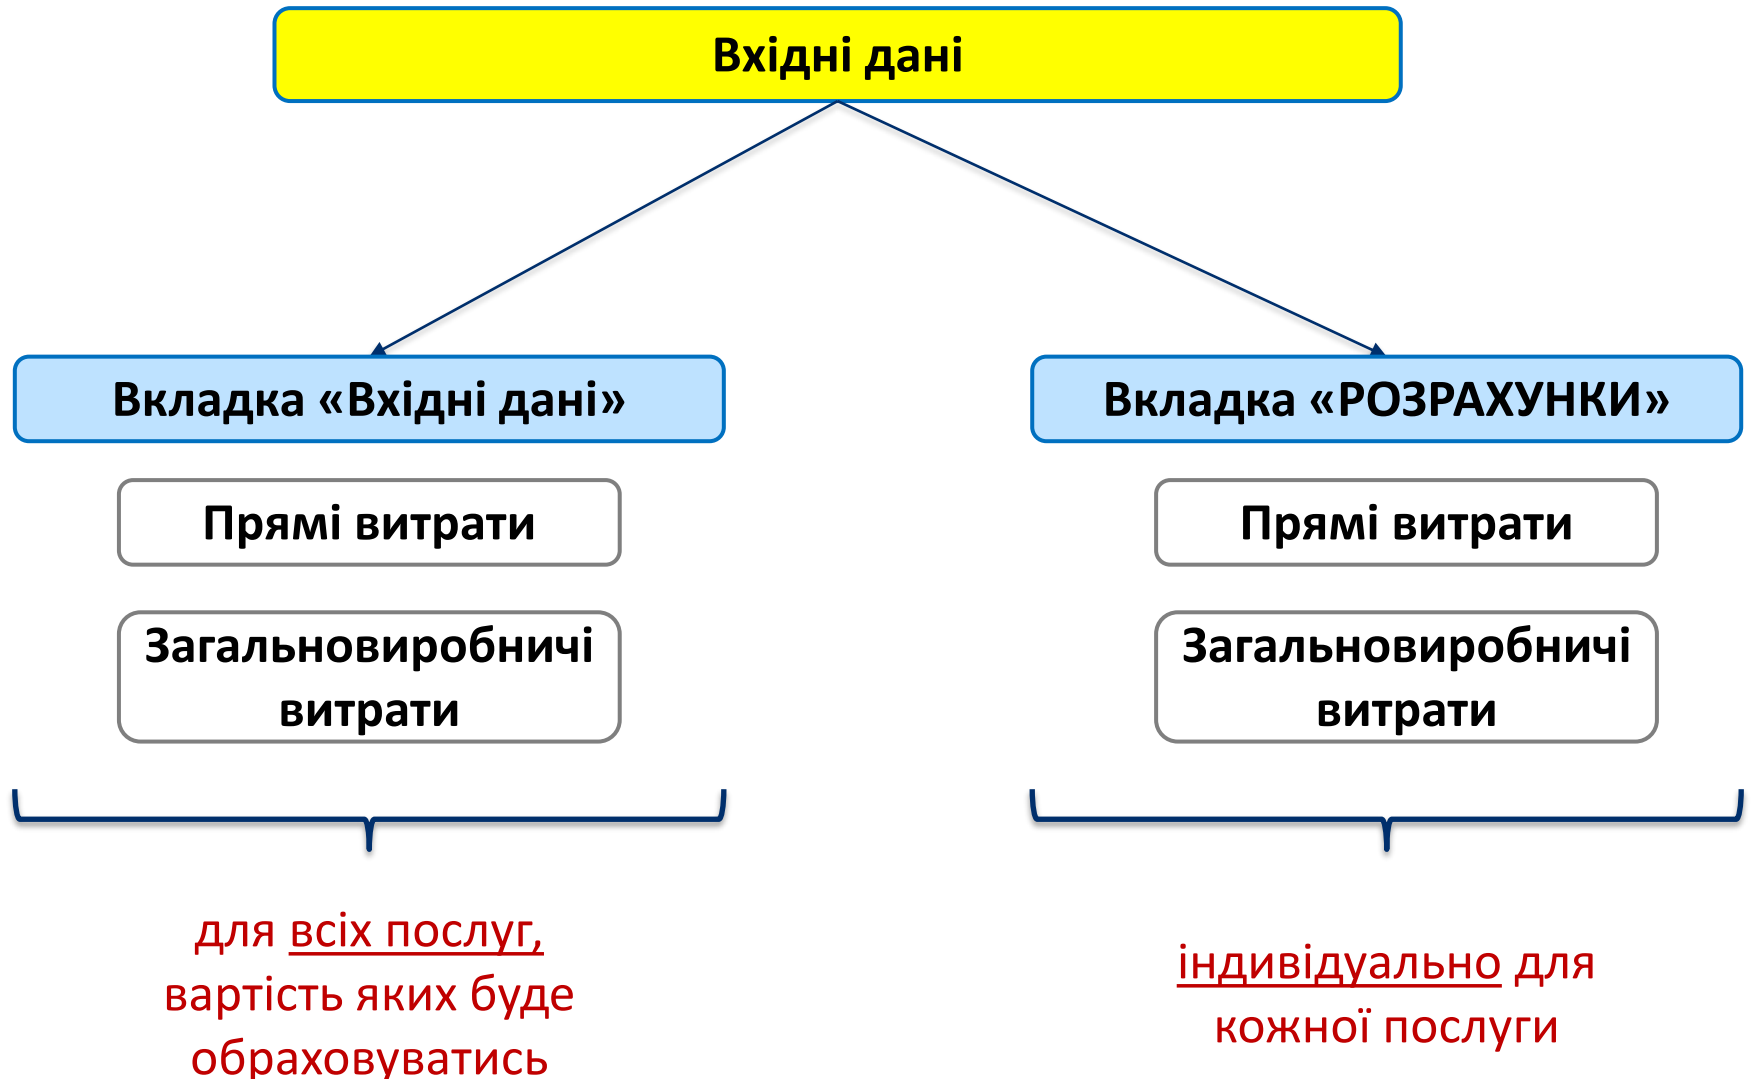 Вхідні дані
Вкладка «Вхідні дані»
Прямі витрати
Загальновиробничі
витрати
для всіх послуг,
вартість яких буде
обраховуватись
Вкладка «РОЗРАХУНКИ»
Прямі витрати
Загальновиробничі
витрати
індивідуально для
кожної послуги